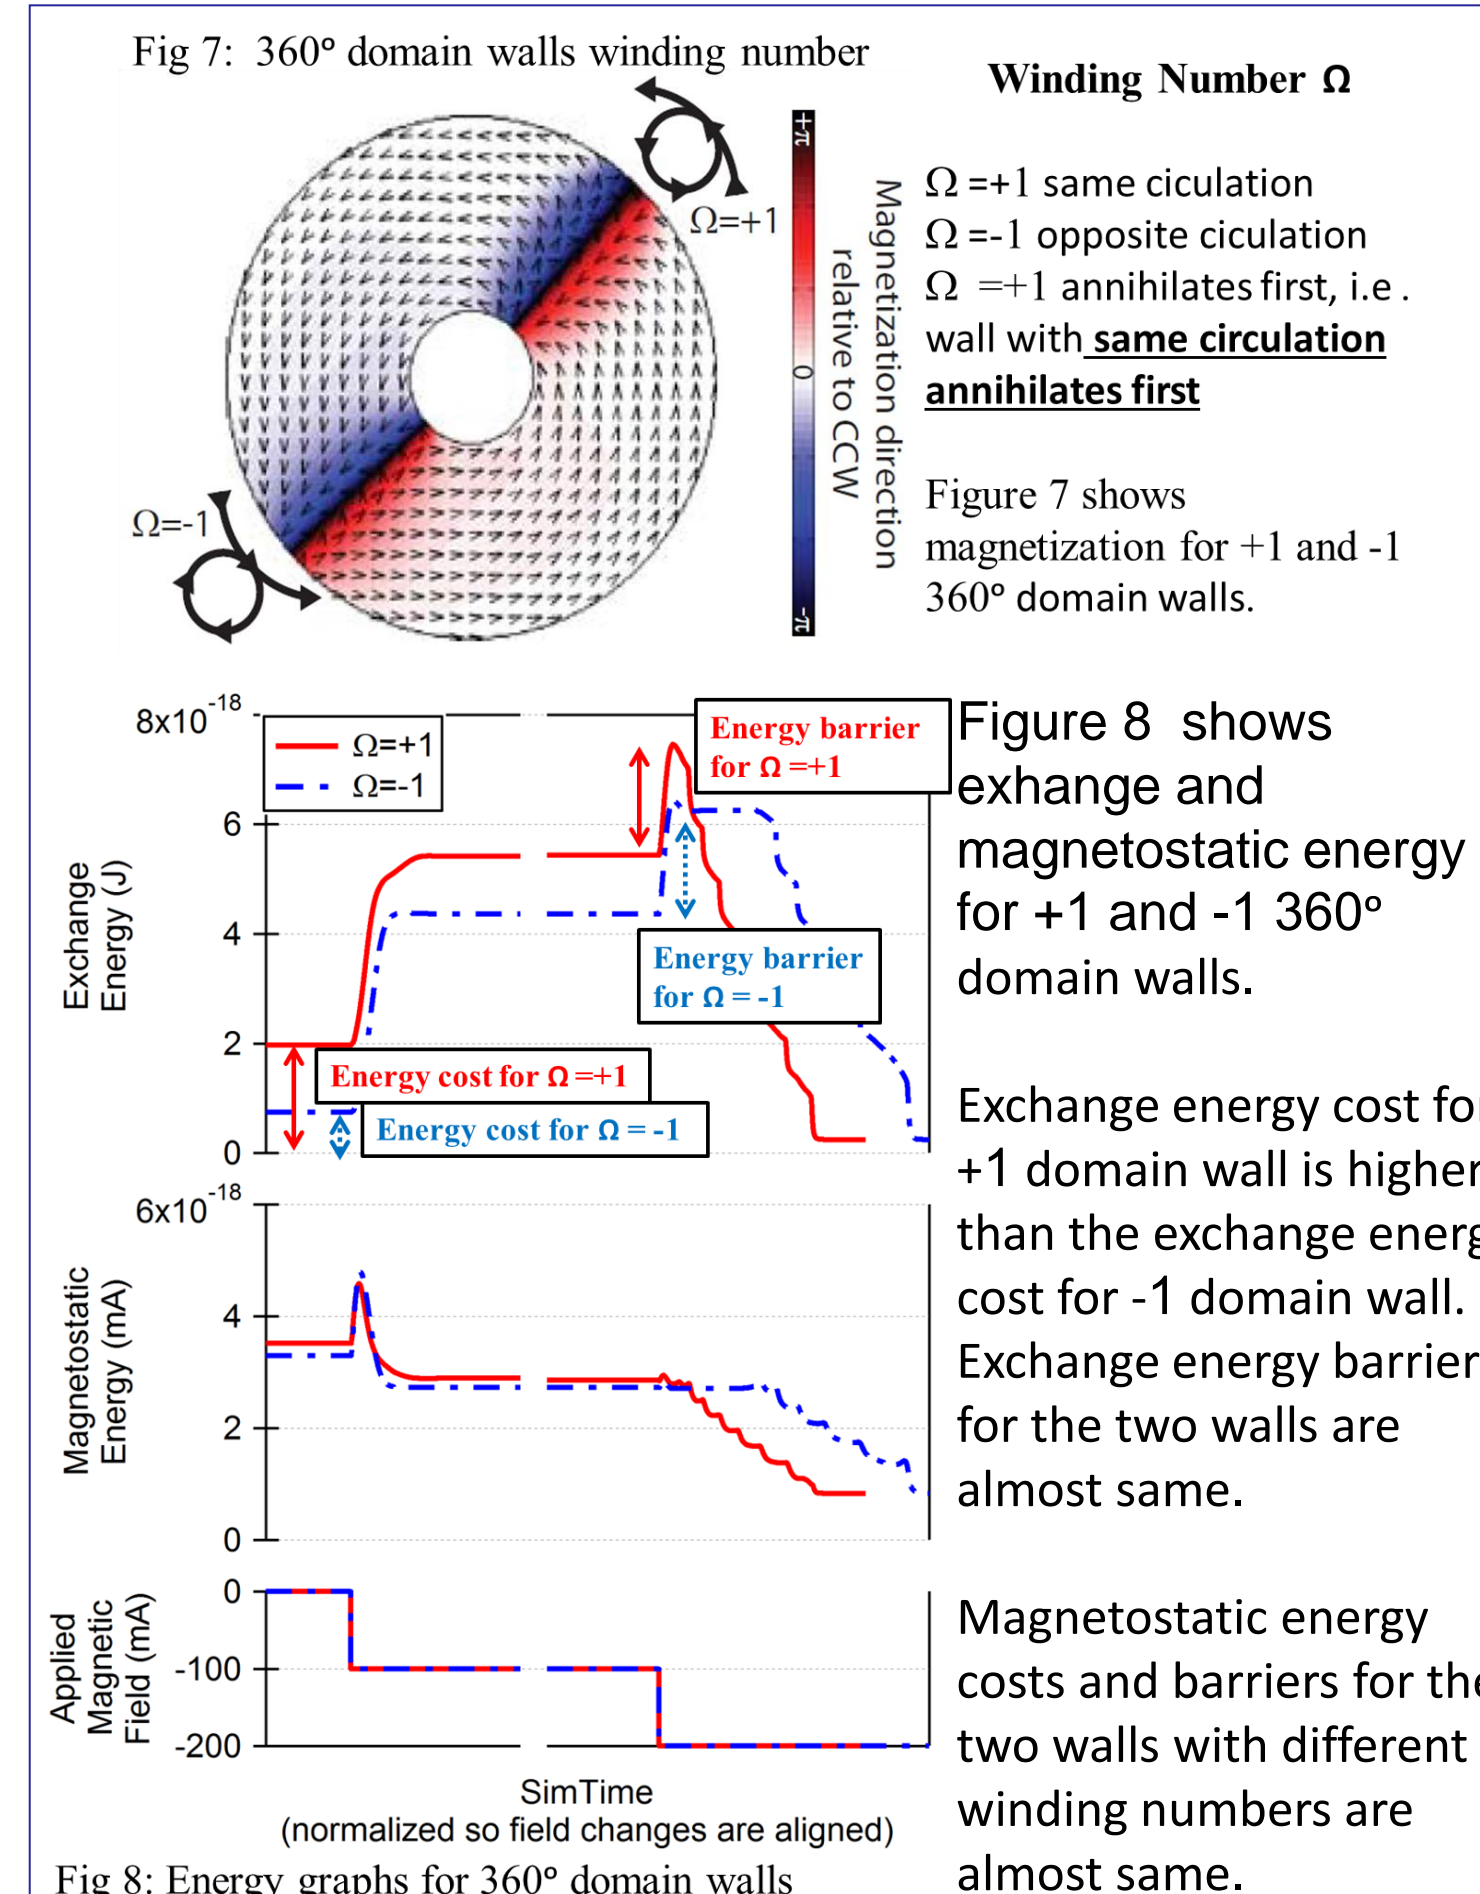 Fig 7: 360° domain walls winding number
Ω=+1
Ω=-1
+π
0
-π
Magnetization direction
relative to CCW
Winding Number Ω
Ω =+1 same ciculation
Ω =-1 opposite ciculation
Ω =+1 annihilates first, i.e .
wall with same circulation
annihilates first
Figure 7 shows
magnetization for +1 and -1
360° domain walls.
8x10-18
6
4
2
0
Exchange
Energy (J)
Ω=+1
Ω=-1
Energy barrier
for Ω =+1
Energy barrier
for Ω = -1
Energy cost for Ω =+1
Energy cost for Ω = -1
6x10-18
4
2
0
Magnetostatic
Energy (mA)
0
-100
-200
Applied
Magnetic
Field (mA)
SimTime
(normalized so field changes are aligned)
Fig 8: Energy graphs for 360° domain walls
Figure 8 shows
exhange and
magnetostatic energy
for +1 and -1 360°
domain walls.
Exchange energy cost for
+1 domain wall is higher
than the exchange energ
cost for -1 domain wall.
Exchange energy barrier
for the two walls are
almost same.
Magnetostatic energy
costs and barriers for the
two walls with different
winding numbers are
almost same.